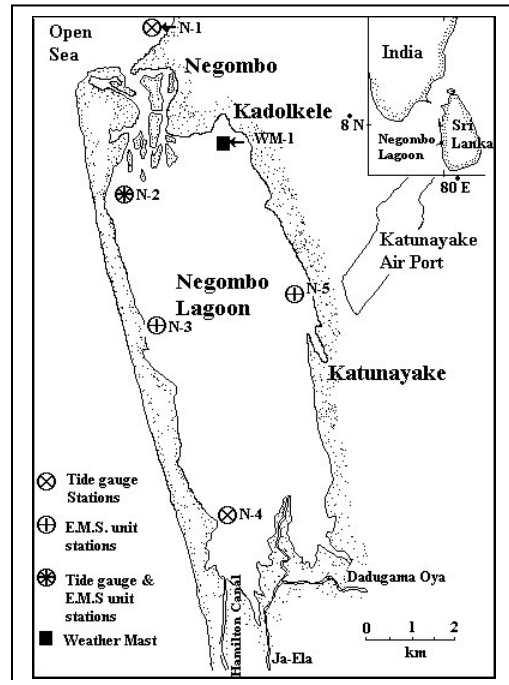 Open
Sea
N-1
Negombo
Kadolkele
WM-1
India
8 N
Sri
Lanka
Negombo
Lagoon
80 E
N-2
Katunayake
Air Port
Negombo
Lagoon
N-5
N-3
Katunayake
Tide gauge
Stations
N-4
E.M.S. unit
stations
Tide gauge &
E.M.S unit
stations
Weather Mast
Hamilton Canal
Ja-Ela
Dadugama Oya
0 1 2
km